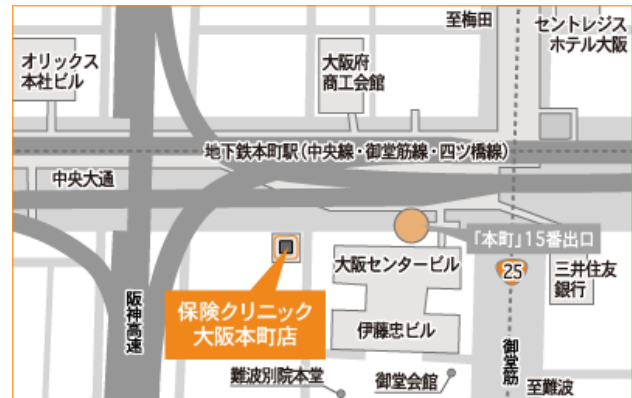 至梅田
セントレジス
ホテル大阪
オリックス
本社ビル
大阪府
商工会館
地下鉄本町駅(中央線・御堂筋線・四ツ橋線)
中央大通
「本町」15番出口
大阪センタービル
25
三井住友
銀行
保険クリニック
大阪本町店
阪神高速
伊藤忠ビル
御堂筋
難波別院本堂
御堂会館
至難波